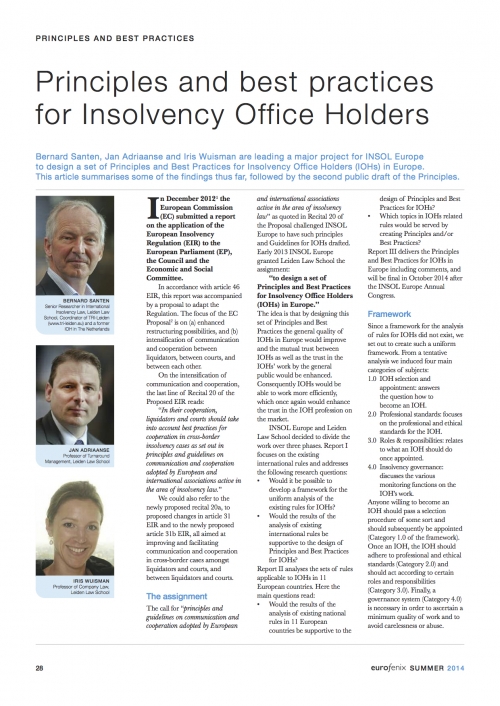 PRINCIPLES AND BEST PRACTICES
Principles and best practices
for Insolvency Office Holders
Bernard Santen, Jan Adriaanse and Iris Wuisman are leading a major project for INSOL Europe
to design a set of Principles and Best Practices for Insolvency Office Holders (IOHs) in Europe.
This article summarises some of the findings thus far, followed by the second public draft of the Principles.
BERNARD SANTEN
Senior Researcher in International
Insolvency Law, Leiden Law
School, Coordinator of TRI-Leiden
(www.tri-leiden.eu) and a former
IOH in The Netherlands
JAN ADRIAANSE
Professor of Turnaround
Management, Leiden Law School
IRIS WUISMAN
Professor of Company Law,
Leiden Law School
In December 2012¹ the
European Commission
(EC) submitted a report
on the application of the
European Insolvency
Regulation (EIR) to the
European Parliament (EP),
the Council and the
Economic and Social
Committee.
In accordance with article 46
EIR, this report was accompanied
by a proposal to adapt the
Regulation. The focus of the EC
Proposal² is on (a) enhanced
restructuring possibilities, and (b)
intensification of communication
and cooperation between
liquidators, between courts, and
between each other.
On the intensification of
communication and cooperation,
the last line of Recital 20 of the
Proposed EIR reads:
"In their cooperation,
liquidators and courts should take
into account best practices for
cooperation in cross-border
insolvency cases as set out in
principles and guidelines on
communication and cooperation
adopted by European and
international associations active in
the area of insolvency law."
We could also refer to the
newly proposed recital 20a, to
proposed changes in article 31
EIR and to the newly proposed
article 31b EIR, all aimed at
improving and facilitating
communication and cooperation
in cross-border cases amongst
liquidators and courts, and
between liquidators and courts.
The assignment
The call for "principles and
guidelines on communication and
cooperation adopted by European
and international associations
active in the area of insolvency
law" as quoted in Recital 20 of
the Proposal challenged INSOL
Europe to have such principles
and Guidelines for IOHs drafted.
Early 2013 INSOL Europe
granted Leiden Law School the
assignment:
"to design a set of
Principles and Best Practices
for Insolvency Office Holders
(IOHs) in Europe."
The idea is that by designing this
set of Principles and Best
Practices the general quality of
IOHs in Europe would improve
and the mutual trust between
IOHs as well as the trust in the
IOHs' work by the general
public would be enhanced.
Consequently IOHs would be
able to work more efficiently,
which once again would enhance
the trust in the IOH profession on
the market.
INSOL Europe and Leiden
Law School decided to divide the
work over three phases. Report I
focuses on the existing
international rules and addresses
the following research questions:
• Would it be possible to
develop a framework for the
uniform analysis of the
existing rules for IOHs?
• Would the results of the
analysis of existing
international rules be
supportive to the design of
Principles and Best Practices
for IOHs?
Report II analyses the sets of rules
applicable to IOHs in 11
European countries. Here the
main questions read:
• Would the results of the
analysis of existing national
rules in 11 European
countries be supportive to the
design of Principles and Best
Practices for IOHs?
• Which topics in IOHs related
rules would be served by
creating Principles and/or
Best Practices?
Report III delivers the Principles
and Best Practices for IOHs in
Europe including comments, and
will be final in October 2014 after
the INSOL Europe Annual
Congress.
Framework
Since a framework for the analysis
of rules for IOHs did not exist, we
set out to create such a uniform
framework. From a tentative
analysis we induced four main
categories of subjects:
1.0 IOH selection and
appointment: answers
the question how to
become an IOH.
2.0 Professional standards: focuses
on the professional and ethical
standards for the IOH.
3.0 Roles & responsibilities: relates
to what an IOH should do
once appointed.
4.0 Insolvency governance:
discusses the various
monitoring functions on the
IOH's work.
Anyone willing to become an
IOH should pass a selection
procedure of some sort and
should subsequently be appointed
(Category 1.0 of the framework).
Once an IOH, the IOH should
adhere to professional and ethical
standards (Category 2.0) and
should act according to certain
roles and responsibilities
(Category 3.0). Finally, a
governance system (Category 4.0)
is necessary in order to ascertain a
minimum quality of work and to
avoid carelessness or abuse.
28
eurofenix SUMMER 2014